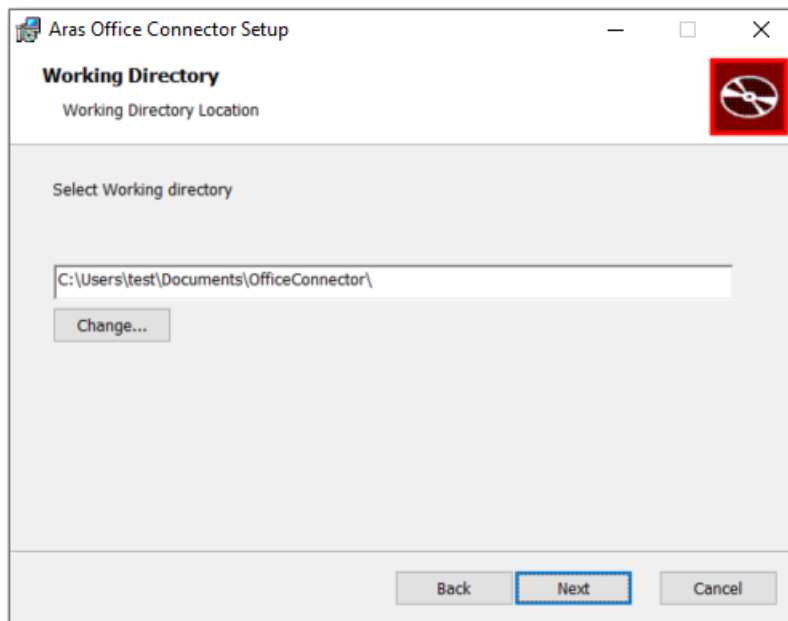 Aras Office Connector Setup
Working Directory
Working Directory Location
Select Working directory
C:\Users\test\Documents\OfficeConnector\
Change...
Back Next Cancel